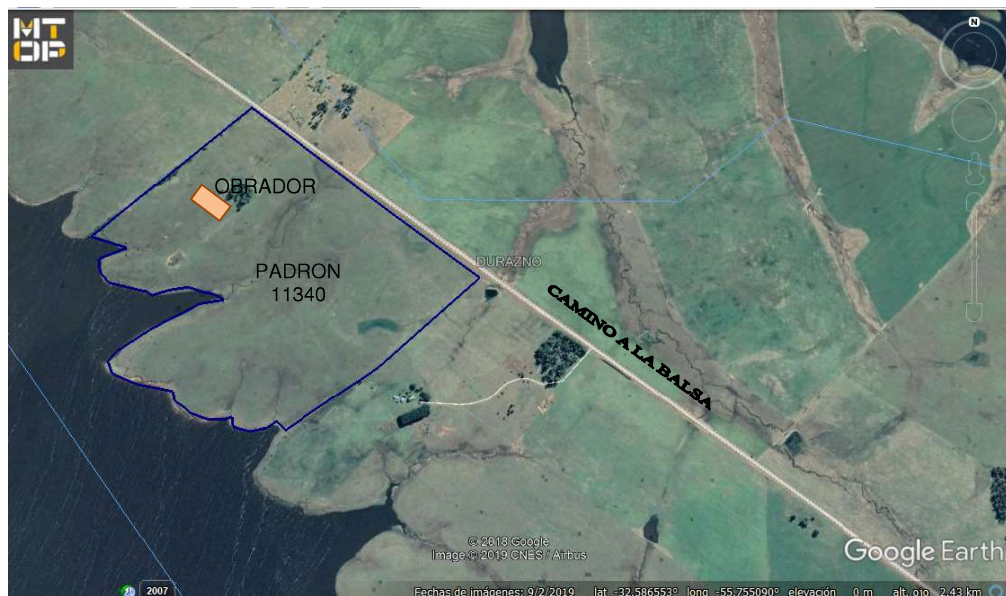 MT
OP
N
OBRADOR
PADRON
11340
DURAZNO
CAMINO A LA BALSA
© 2018 Google
Image © 2019 CNES / Airbus
Google Earth
2007
Fechas de imágenes: 9/2/2019 lat -32.586553° long -55.755090° elevación 0 m alt. ojo 2.43 km